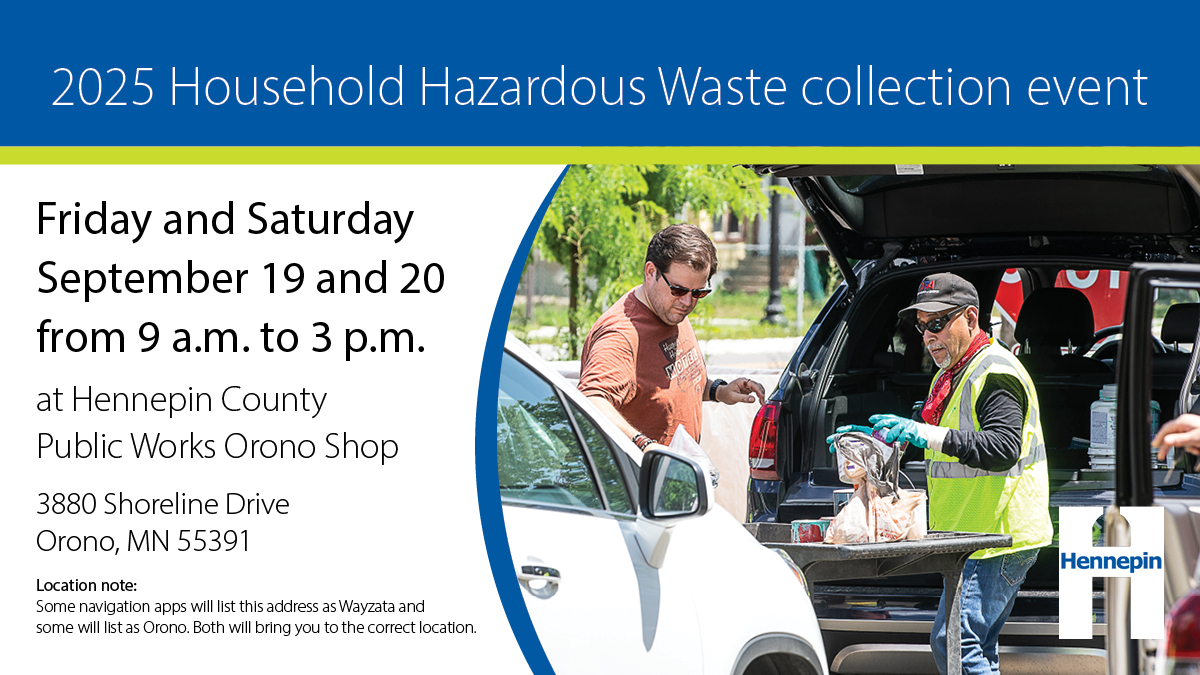 2025 Household Hazardous Waste collection event
Friday and Saturday
September 19 and 20
from 9 a.m. to 3 p.m.
at Hennepin County
Public Works Orono Shop
3880 Shoreline Drive
Orono, MN 55391
Location note:
Some navigation apps will list this address as Wayzata and
some will list as Orono. Both will bring you to the correct location.
Hennepin